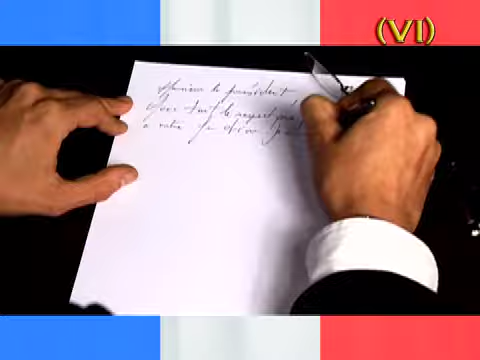 (VI)
Monsieur le président
Avec tout le respect que
à votre